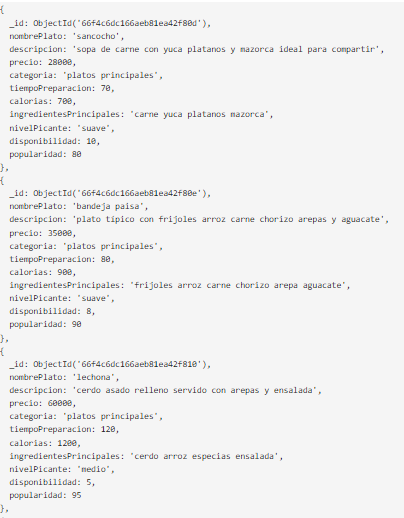 {
_id: ObjectId('66f4c6dc166aeb81ea42f80d'),
nombrePlato: 'sancocho',
descripcion: 'sopa de carne con yuca platanos y mazorca ideal para compartir',
precio: 28000,
categoria: 'platos principales',
tiempoPreparacion: 70,
calorias: 700,
ingredientesPrincipales: 'carne yuca platanos mazorca',
nivelPicante: 'suave',
disponibilidad: 10,
popularidad: 80
},
{
_id: ObjectId('66f4c6dc166aeb81ea42f80e'),
nombrePlato: 'bandeja paisa',
descripcion: 'plato tipico con frijoles arroz carne chorizo arepas y aguacate',
precio: 35000,
categoria: 'platos principales',
tiempoPreparacion: 80,
calorias: 900,
ingredientesPrincipales: 'frijoles arroz carne chorizo arepa aguacate',
nivelPicante: 'suave',
disponibilidad: 8,
popularidad: 90
},
{
_id: ObjectId('66f4c6dc166aeb81ea42f810'),
nombrePlato: 'lechona',
descripcion: 'cerdo asado relleno servido con arepas y ensalada',
precio: 60000,
categoria: 'platos principales',
tiempoPreparacion: 120,
calorias: 1200,
ingredientesPrincipales: 'cerdo arroz especias ensalada',
nivelPicante: 'medio',
disponibilidad: 5,
popularidad: 95
},